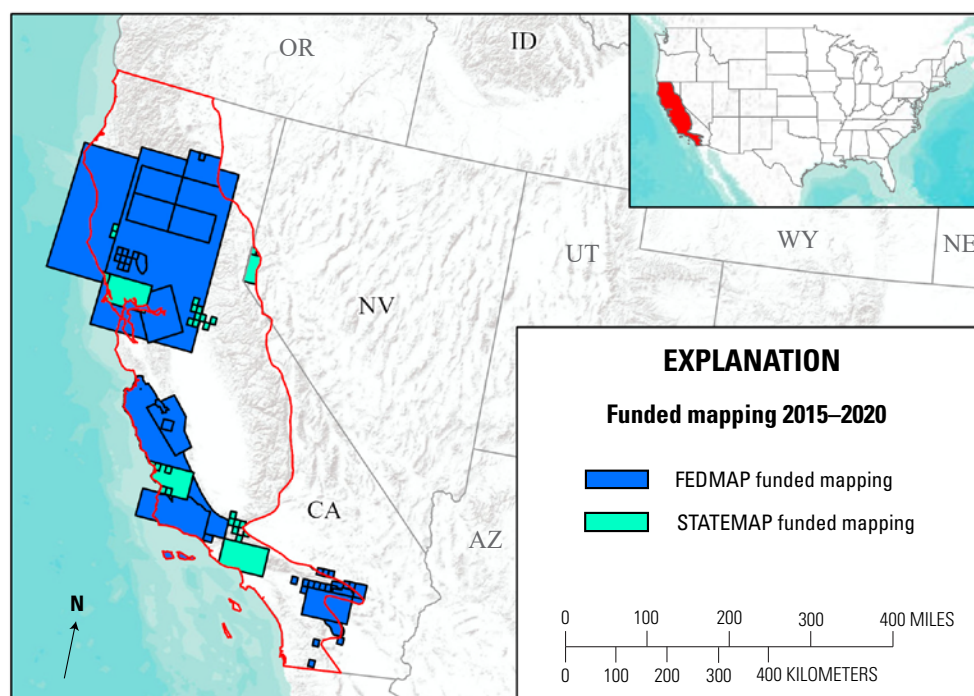 OR
ID
WY
NE
UT
NV
CA
AZ
N
EXPLANATION
Funded mapping 2015–2020
FEDMAP funded mapping
STATEMAP funded mapping
0 100 200 300 400 MILES
0 100 200 300 400 KILOMETERS